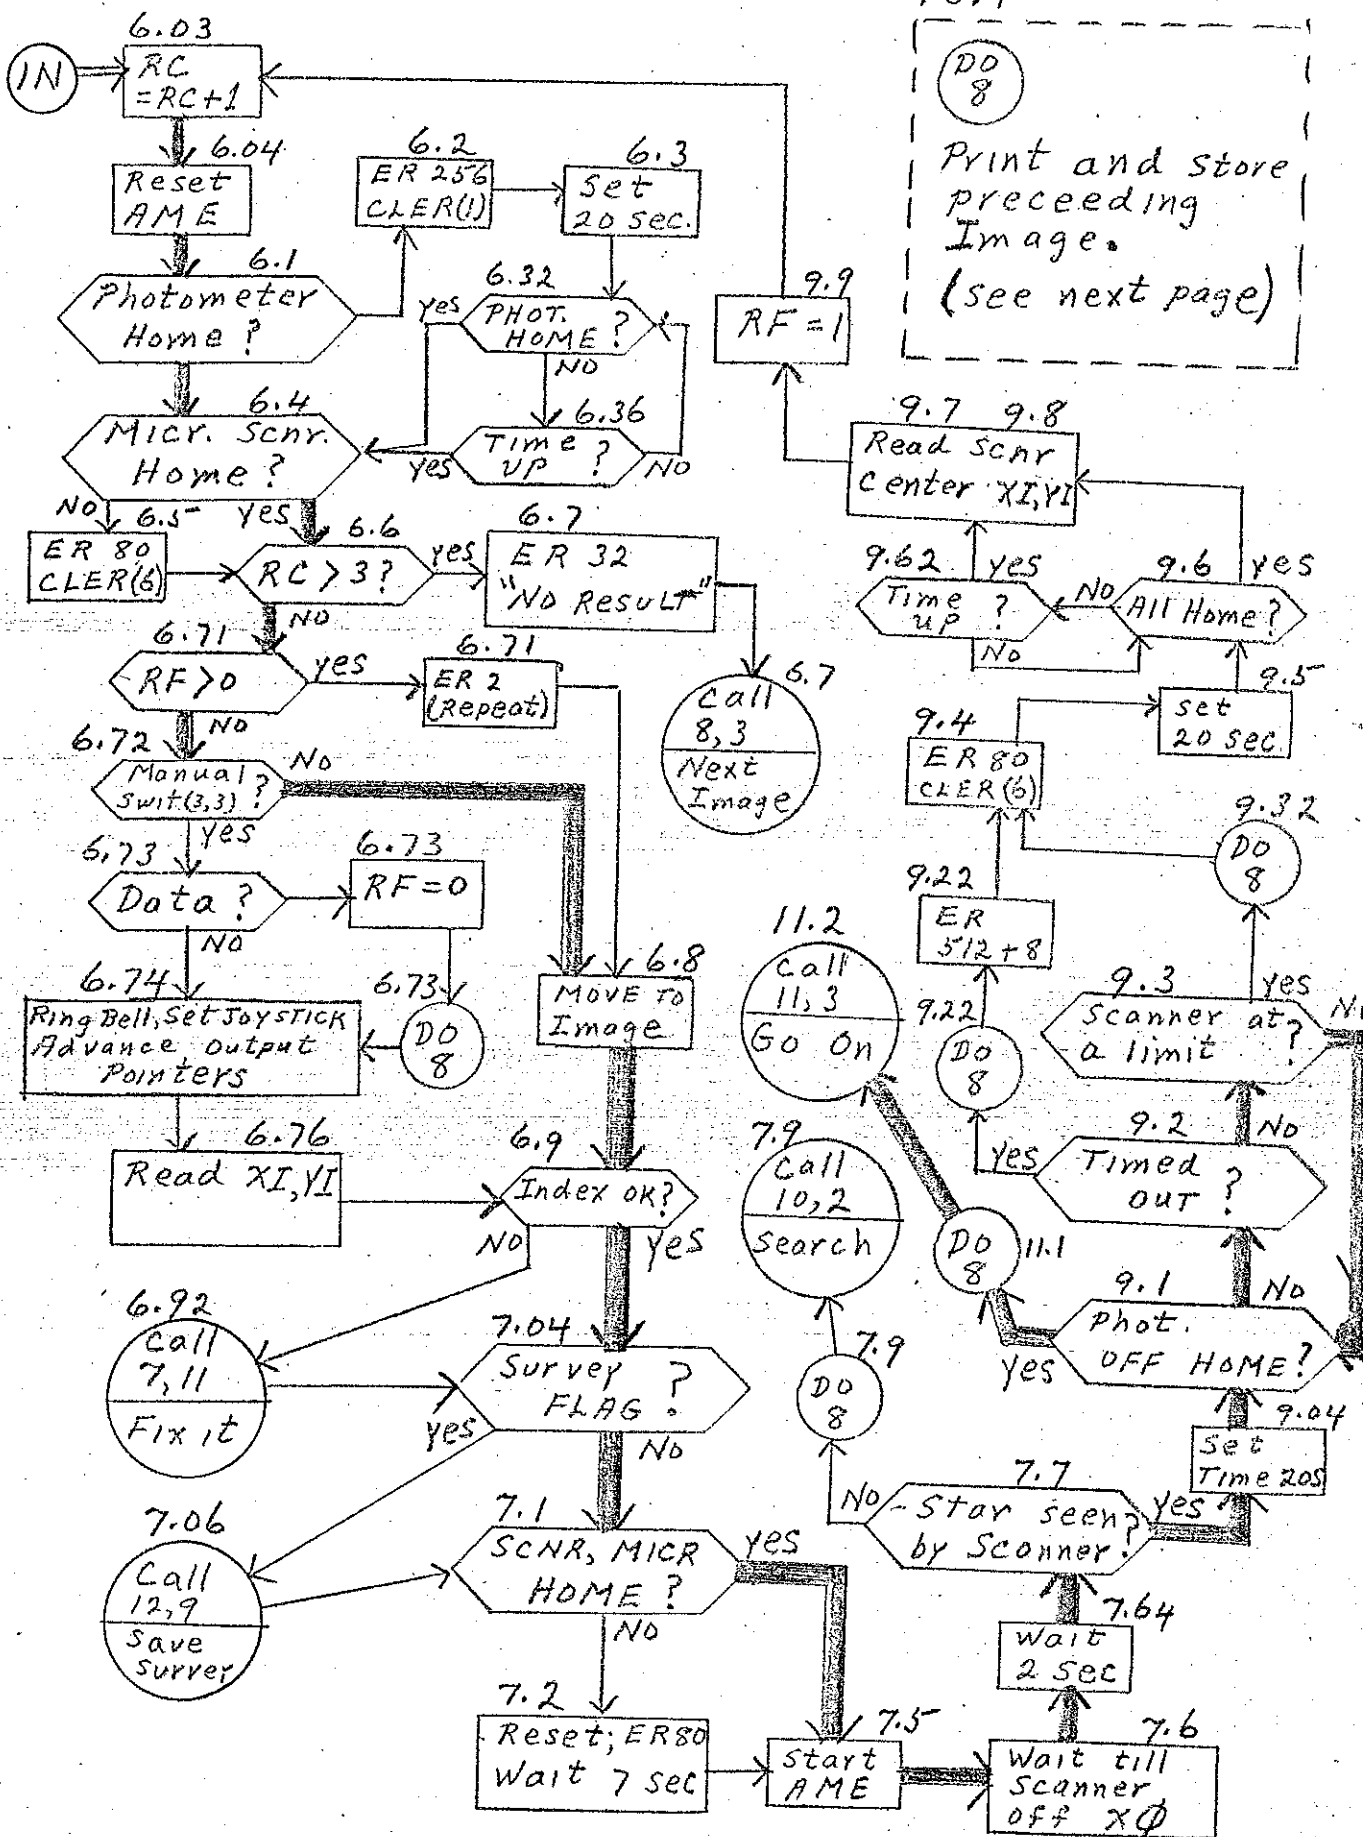 6.03
IN
RC
=RC+1
6.04
Reset
AME
6.1
Photometer
Home?
6.2
ER 256
CLER(1)
6.3
Set
20 sec.
6.32
yes
PHOT.
HOME?
NO
6.36
Time
UP ?
yes
NO
6.4
Micr. Scnr.
Home?
NO
yes
6.5
ER 80,
CLER(6)
6.6
RC > 3?
yes
NO
6.7
ER 32
"NO RESULT"
6.7
Call
8,3
Next
Image
6.71
RF>0
yes
NO
6.71
ER 2
(Repeat)
6.72
Manual ?
Swit(3,3)
No
yes
6.73
Data?
NO
6.73
RF=0
6.73
DO
8
6.74
Ring Bell, Set JOYSTICK
Advance output
Pointers
6.76
Read XI,YI
6.8
MOVE TO
Image
6.9
Index OK?
NO
yes
6.92
Call
7,11
Fix it
7.04
Survey ?
FLAG
yes
NO
7.06
Call
12,9
Save
Surver
7.1
SCNR, MICR
HOME ?
yes
NO
7.2
Reset; ER80
Wait 7 sec
7.5
Start
AME
7.6
Wait till
Scanner
off XØ
7.64
Wait
2 sec
7.7
Star seen?
by Scanner
NO
yes
7.9
DO
8
7.9
Call
10,2
Search
9.04
Set
Time 20S
9.1
Phot.
OFF HOME?
yes
NO
11.1
DO
8
11.2
Call
11,3
Go On
9.2
Timed
OUT ?
yes
NO
9.22
DO
8
9.22
ER
512+8
9.3
Scanner at ?
a limit
yes
9.32
DO
8
9.4
ER 80
CLER(6)
9.5
Set
20 sec.
9.6
All Home?
NO
yes
9.62
Time ?
up
yes
NO
9.7 9.8
Read Scnr
Center XI,YI
9.9
RF=1
DO
8
Print and Store
preceeding
Image.
(see next page)